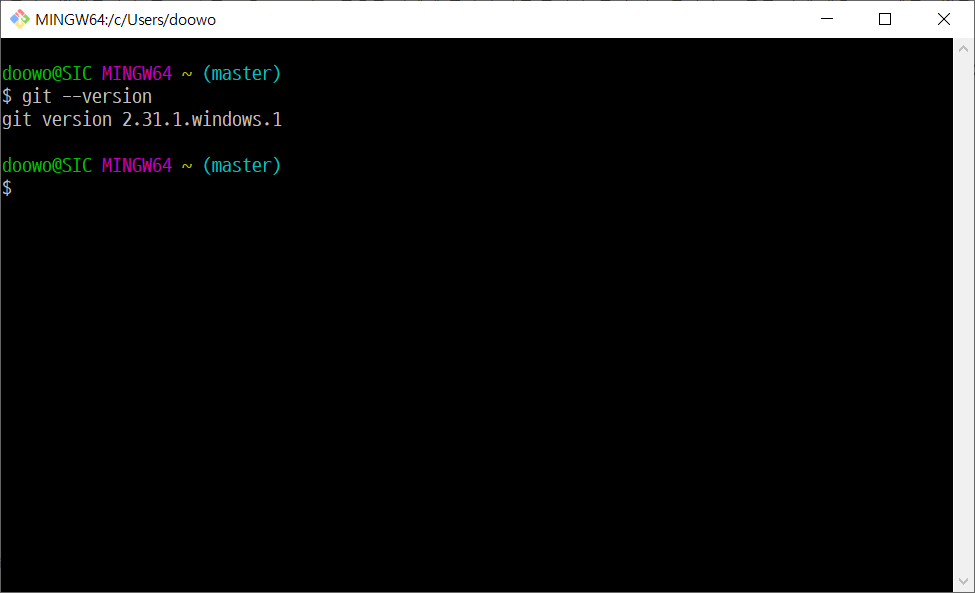 MINGW64:/c/Users/doowo
doowo@SIC MINGW64 ~ (master)
$ git --version
git version 2.31.1.windows.1
doowo@SIC MINGW64 ~ (master)
$